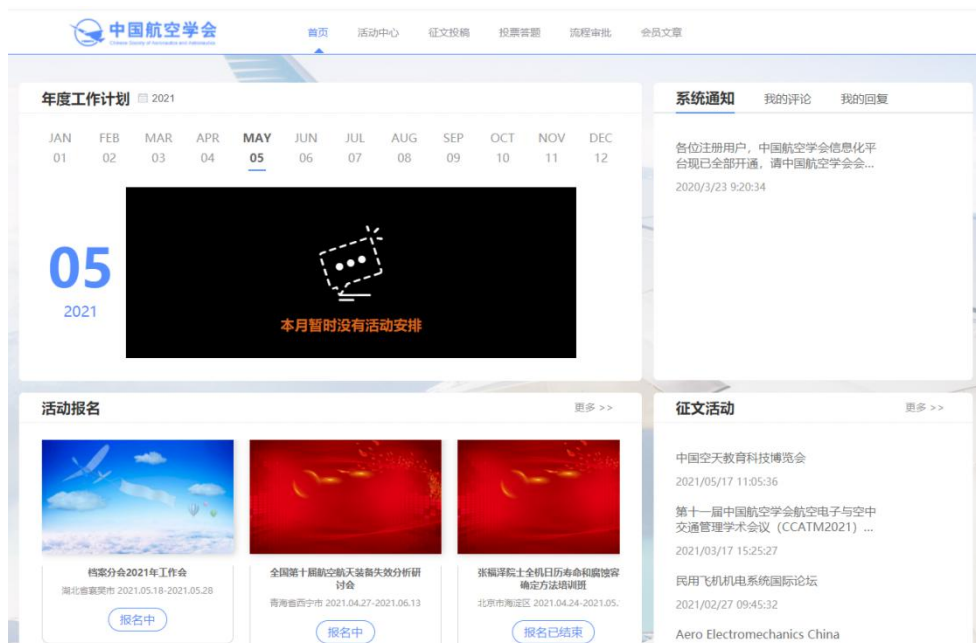 中国航空学会
Chinese Society of Aeronautics and Astronautics
首页 活动中心 征文投稿 投票答题 流程审批 会员文章
年度工作计划 2021
JAN FEB MAR APR MAY JUN JUL AUG SEP OCT NOV DEC
01 02 03 04 05 06 07 08 09 10 11 12
05
2021
本月暂时没有活动安排
系统通知 我的评论 我的回复
各位注册用户，中国航空学会信息化平
台现已全部开通，请中国航空学会会...
2020/3/23 9:20:34
活动报名 更多 >>
档案分会2021年工作会
湖北省襄樊市 2021.05.18-2021.05.28
报名中
全国第十届航空航天装备失效分析研
讨会
青海省西宁市 2021.04.27-2021.06.13
报名中
张福泽院士全机日历寿命和腐蚀容
确定方法培训班
北京市海淀区 2021.04.24-2021.05.
报名已结束
征文活动 更多 >>
中国空天教育科技博览会
2021/05/17 11:05:36
第十一届中国航空学会航空电子与空中
交通管理学术会议（CCATM2021）...
2021/03/17 15:25:27
民用飞机机电系统国际论坛
2021/02/27 09:45:32
Aero Electromechanics China